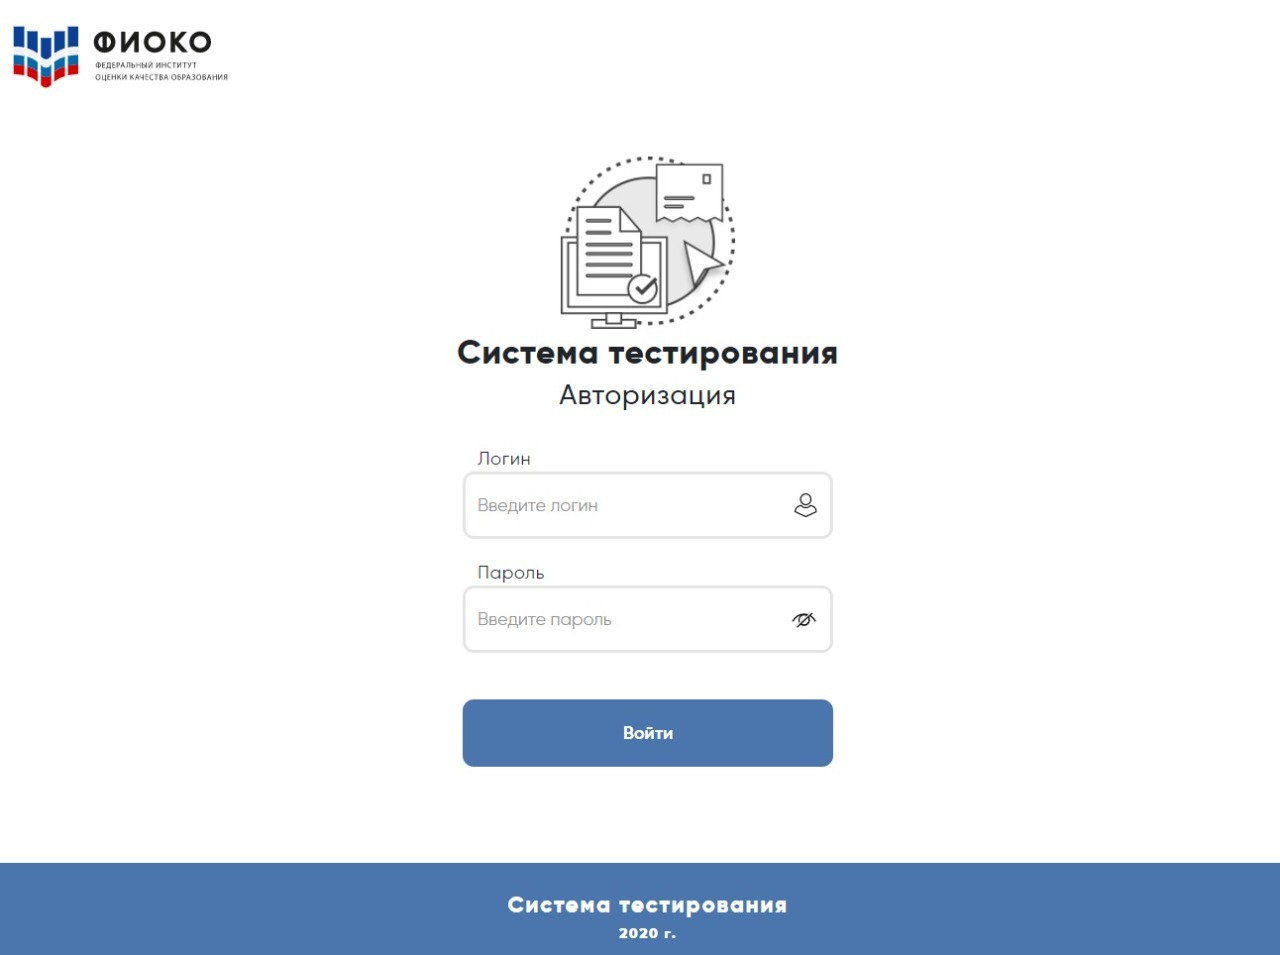 ФИОКО
ФЕДЕРАЛЬНЫЙ ИНСТИТУТ
ОЦЕНКИ КАЧЕСТВА ОБРАЗОВАНИЯ
Система тестирования
Авторизация
Логин
Введите логин
Пароль
Введите пароль
Войти
Система тестирования
2020 г.